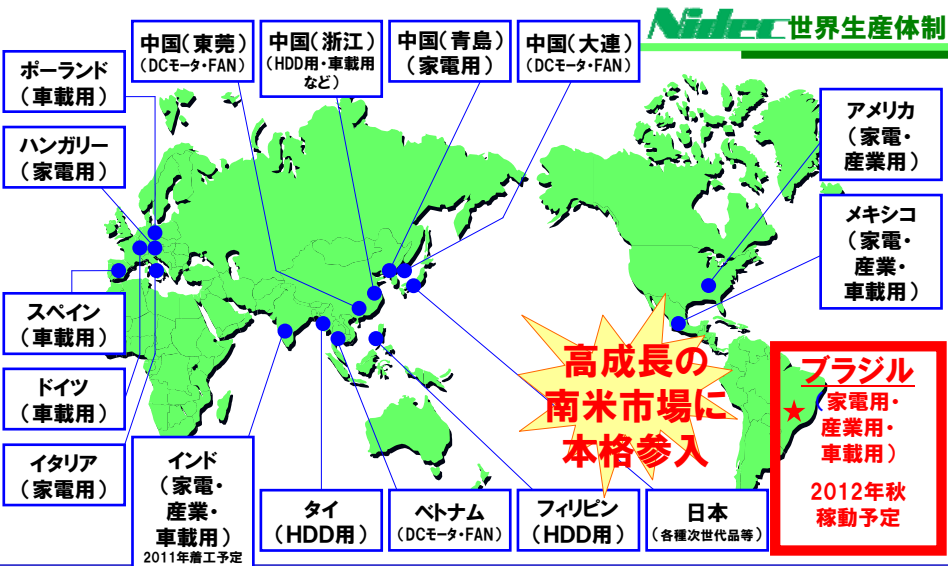 Nidec 世界生産体制
中国(東莞)
(DCモータ・FAN)
中国(浙江)
(HDD用・車載用
など)
中国(青島)
(家電用)
中国(大連)
(DCモータ・FAN)
ポーランド
(車載用)
ハンガリー
(家電用)
スペイン
(車載用)
ドイツ
(車載用)
イタリア
(家電用)
アメリカ
(家電・
産業用)
メキシコ
(家電・
産業・
車載用)
高成長の
南米市場に
本格参入
ブラジル
(家電用・
産業用・
車載用)
2012年秋
稼動予定
インド
(家電・
産業・
車載用)
2011年着工予定
タイ
(HDD用)
ベトナム
(DCモータ・FAN)
フィリピン
(HDD用)
日本
(各種次世代品等)